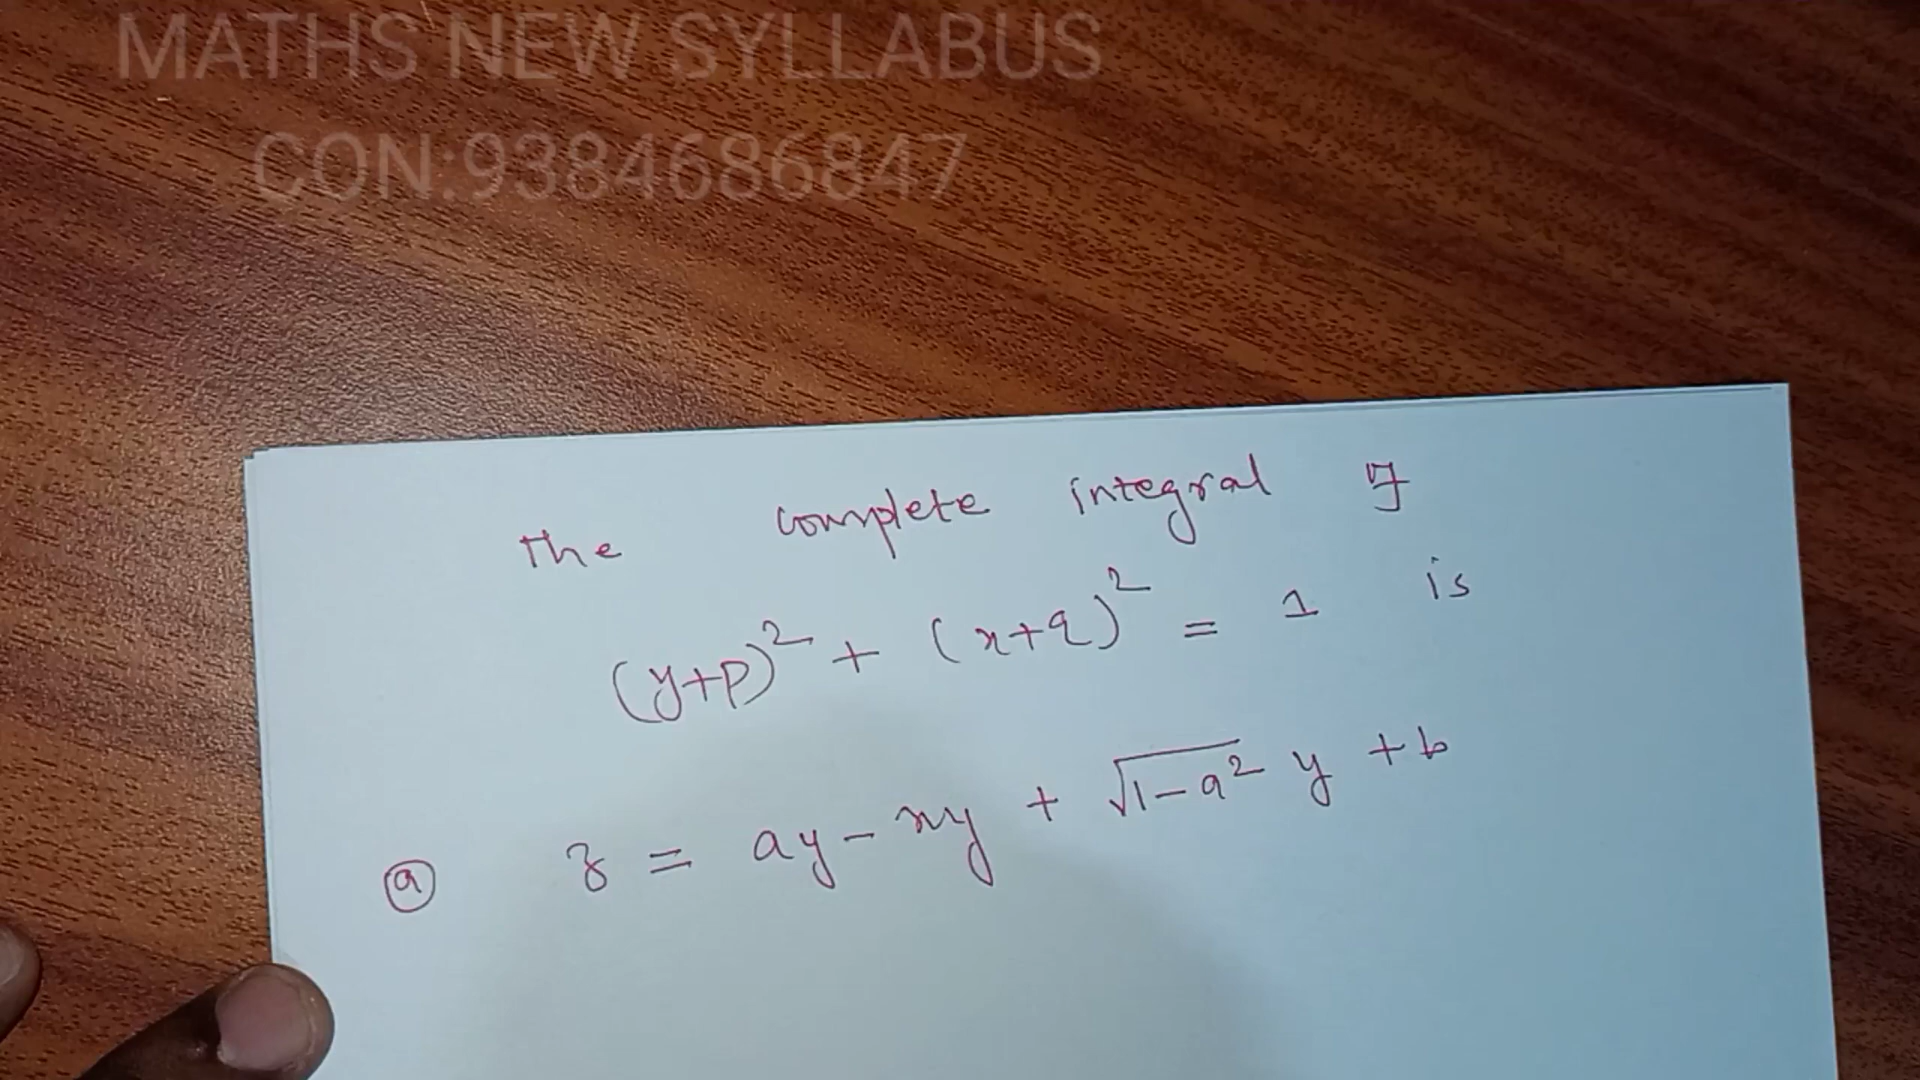 MATHS NEW SYLLABUS
CON:9384686847
The complete integral of
(y+p)² + (x+q)² = 1 is
ⓐ z = ay - xy + √(1-a²) y + b